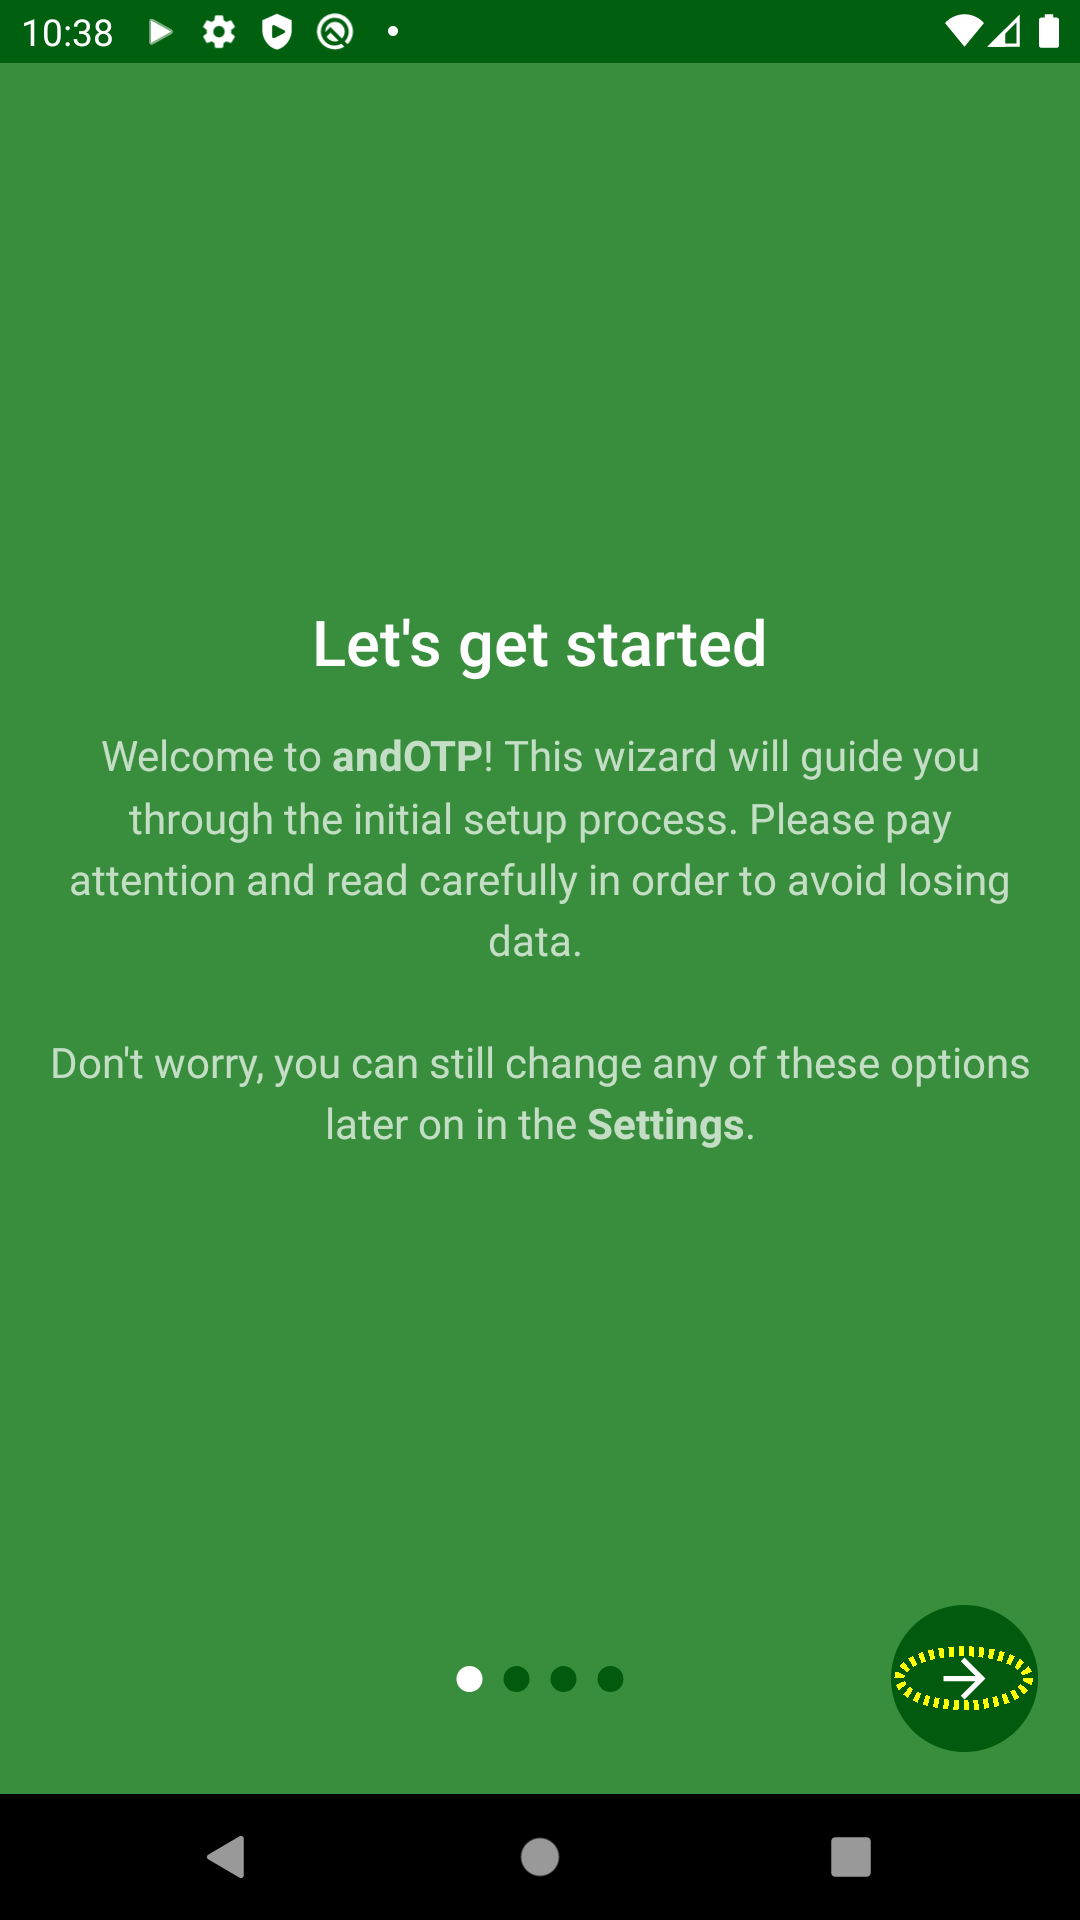 10:38
Let's get started
Welcome to andOTP! This wizard will guide you
through the initial setup process. Please pay
attention and read carefully in order to avoid losing
data.
Don't worry, you can still change any of these options
later on in the Settings.